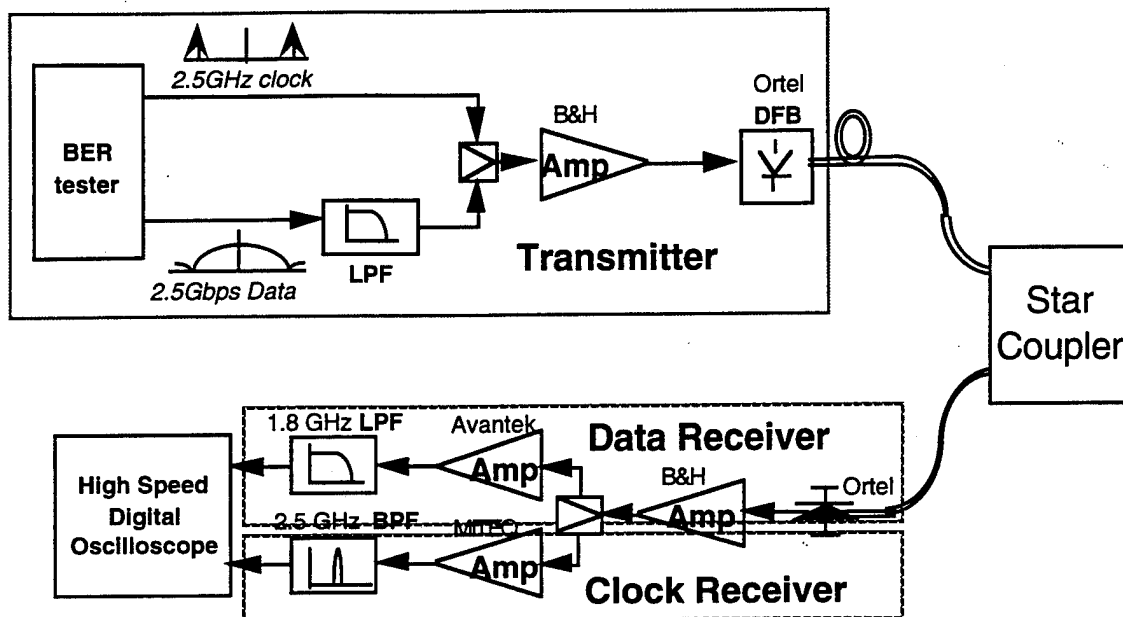 2.5GHz clock
BER
tester
B&H
Amp
Ortel
DFB
LPF
2.5Gbps Data
Transmitter
Star
Coupler
1.8 GHz LPF
Avantek
Amp
Data Receiver
B&H
Amp
Ortel
High Speed
Digital
Oscilloscope
2.5 GHz BPF
MITEQ
Amp
Clock Receiver